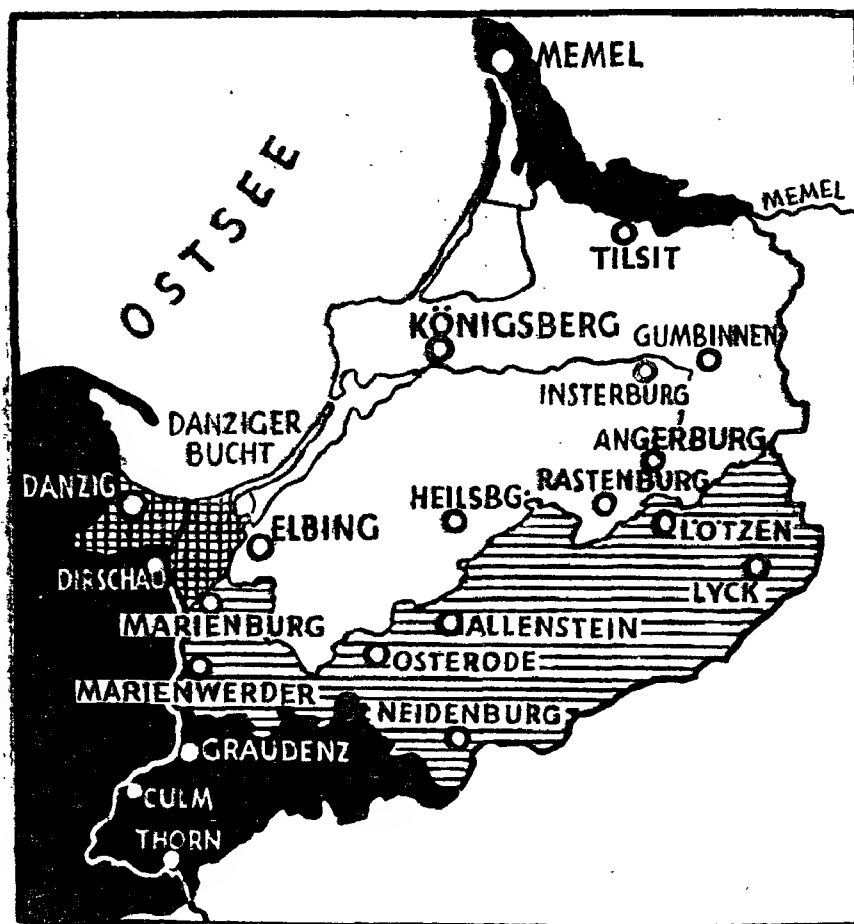 MEMEL
OSTSEE
MEMEL
TILSIT
KÖNIGSBERG
GUMBINNEN
INSTERBURG
DANZIGER
BUCHT
ANGERBURG
RASTENBURG
DANZIG
HEILSBG.
ELBING
LÖTZEN
DIRSCHAU
LYCK
MARIENBURG
ALLENSTEIN
OSTERODE
MARIENWERDER
NEIDENBURG
GRAUDENZ
CULM
THORN